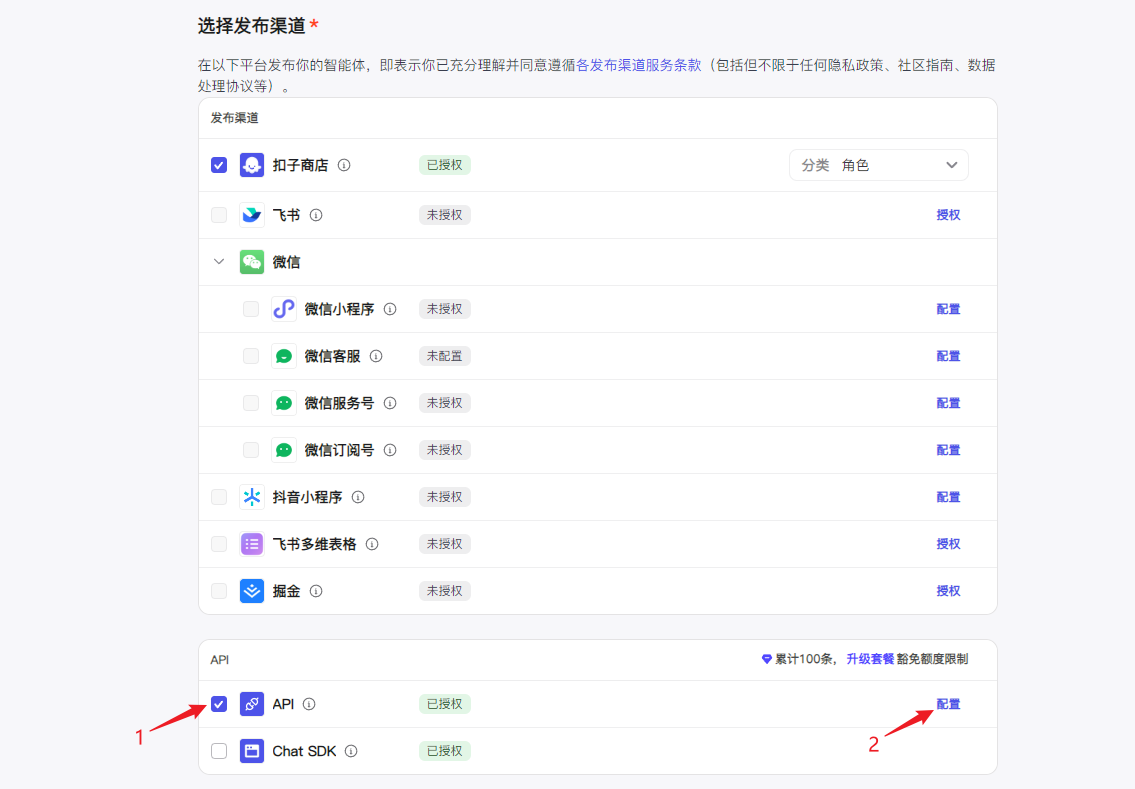 选择发布渠道*
在以下平台发布你的智能体，即表示你已充分理解并同意遵循各发布渠道服务条款（包括但不限于任何隐私政策、社区指南、数据
处理协议等）。
发布渠道
扣子商店 已授权 分类 角色
飞书 未授权 授权
微信
微信小程序 未授权 配置
微信客服 未配置 配置
微信服务号 未授权 配置
微信订阅号 未授权 配置
抖音小程序 未授权 配置
飞书多维表格 未授权 授权
掘金 未授权 授权
API 累计100条，升级套餐 豁免额度限制
API 已授权 配置
1
2
Chat SDK 已授权